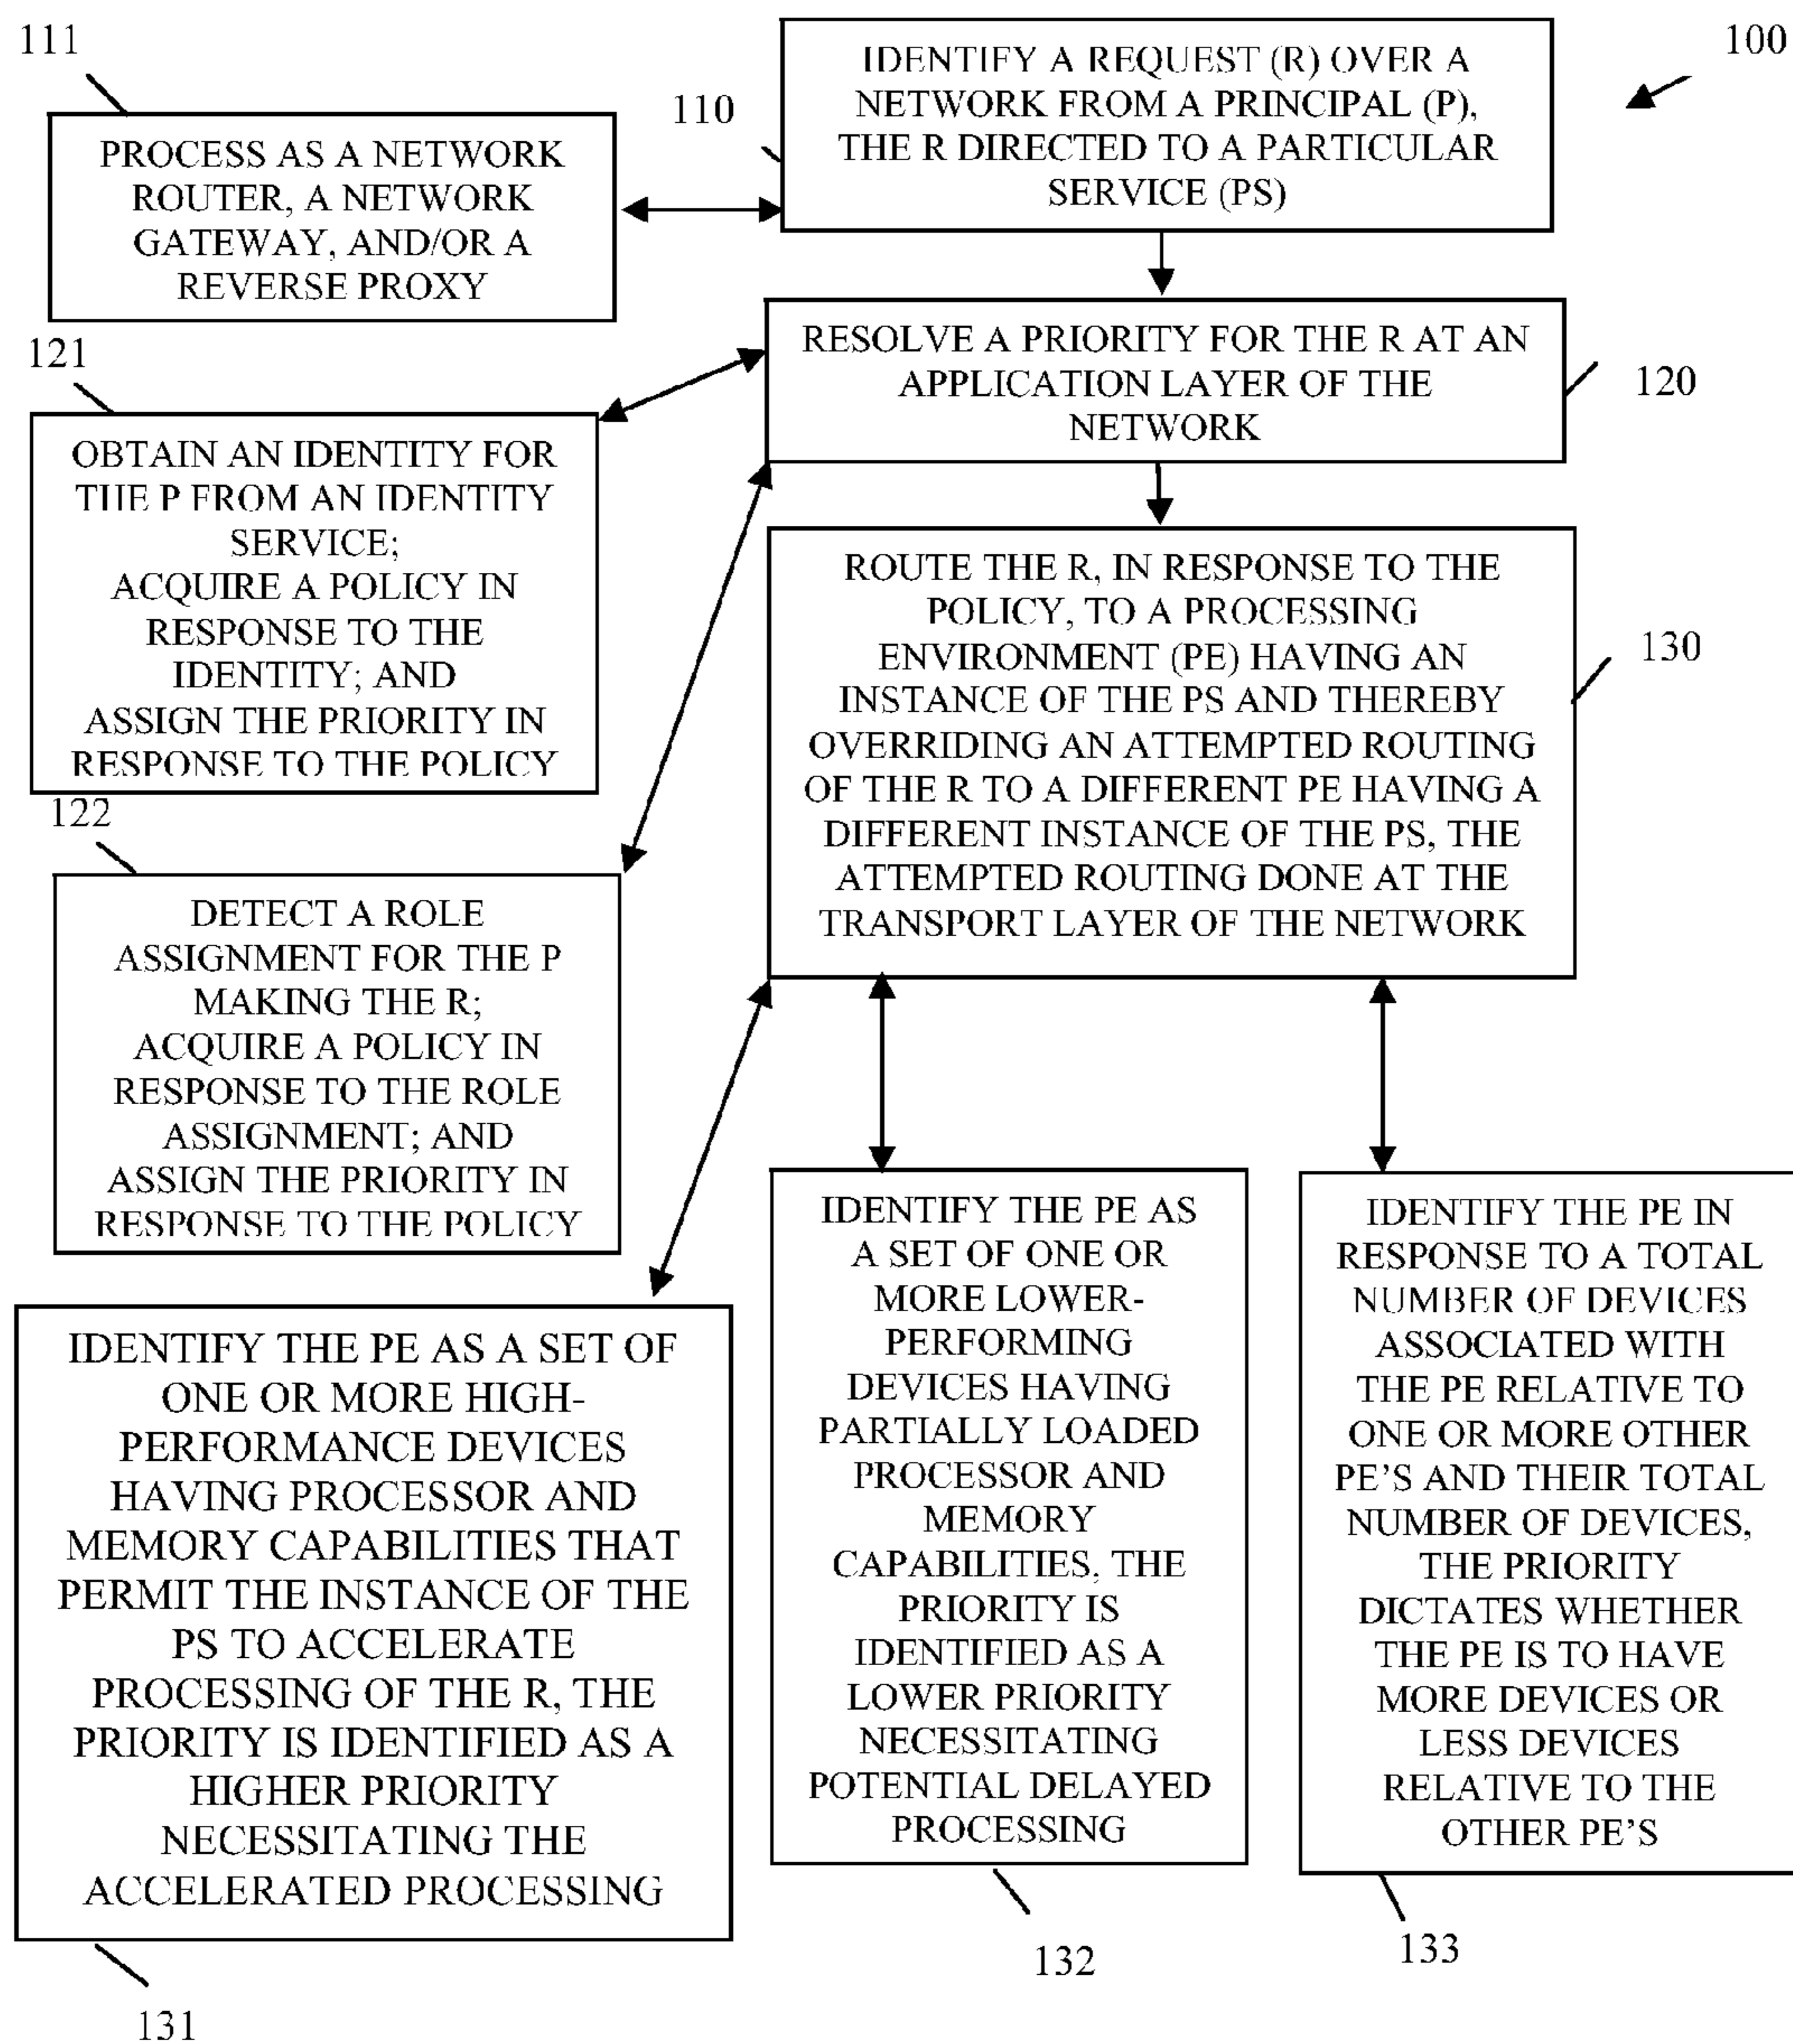 100
111
110
IDENTIFY A REQUEST (R) OVER A
NETWORK FROM A PRINCIPAL (P),
THE R DIRECTED TO A PARTICULAR
SERVICE (PS)
PROCESS AS A NETWORK
ROUTER, A NETWORK
GATEWAY, AND/OR A
REVERSE PROXY
120
RESOLVE A PRIORITY FOR THE R AT AN
APPLICATION LAYER OF THE
NETWORK
121
OBTAIN AN IDENTITY FOR
THE P FROM AN IDENTITY
SERVICE;
ACQUIRE A POLICY IN
RESPONSE TO THE
IDENTITY; AND
ASSIGN THE PRIORITY IN
RESPONSE TO THE POLICY
122
DETECT A ROLE
ASSIGNMENT FOR THE P
MAKING THE R;
ACQUIRE A POLICY IN
RESPONSE TO THE ROLE
ASSIGNMENT; AND
ASSIGN THE PRIORITY IN
RESPONSE TO THE POLICY
130
ROUTE THE R, IN RESPONSE TO THE
POLICY, TO A PROCESSING
ENVIRONMENT (PE) HAVING AN
INSTANCE OF THE PS AND THEREBY
OVERRIDING AN ATTEMPTED ROUTING
OF THE R TO A DIFFERENT PE HAVING A
DIFFERENT INSTANCE OF THE PS, THE
ATTEMPTED ROUTING DONE AT THE
TRANSPORT LAYER OF THE NETWORK
IDENTIFY THE PE AS A SET OF
ONE OR MORE HIGH-
PERFORMANCE DEVICES
HAVING PROCESSOR AND
MEMORY CAPABILITIES THAT
PERMIT THE INSTANCE OF THE
PS TO ACCELERATE
PROCESSING OF THE R, THE
PRIORITY IS IDENTIFIED AS A
HIGHER PRIORITY
NECESSITATING THE
ACCELERATED PROCESSING
131
IDENTIFY THE PE AS
A SET OF ONE OR
MORE LOWER-
PERFORMING
DEVICES HAVING
PARTIALLY LOADED
PROCESSOR AND
MEMORY
CAPABILITIES, THE
PRIORITY IS
IDENTIFIED AS A
LOWER PRIORITY
NECESSITATING
POTENTIAL DELAYED
PROCESSING
132
IDENTIFY THE PE IN
RESPONSE TO A TOTAL
NUMBER OF DEVICES
ASSOCIATED WITH
THE PE RELATIVE TO
ONE OR MORE OTHER
PE'S AND THEIR TOTAL
NUMBER OF DEVICES,
THE PRIORITY
DICTATES WHETHER
THE PE IS TO HAVE
MORE DEVICES OR
LESS DEVICES
RELATIVE TO THE
OTHER PE'S
133